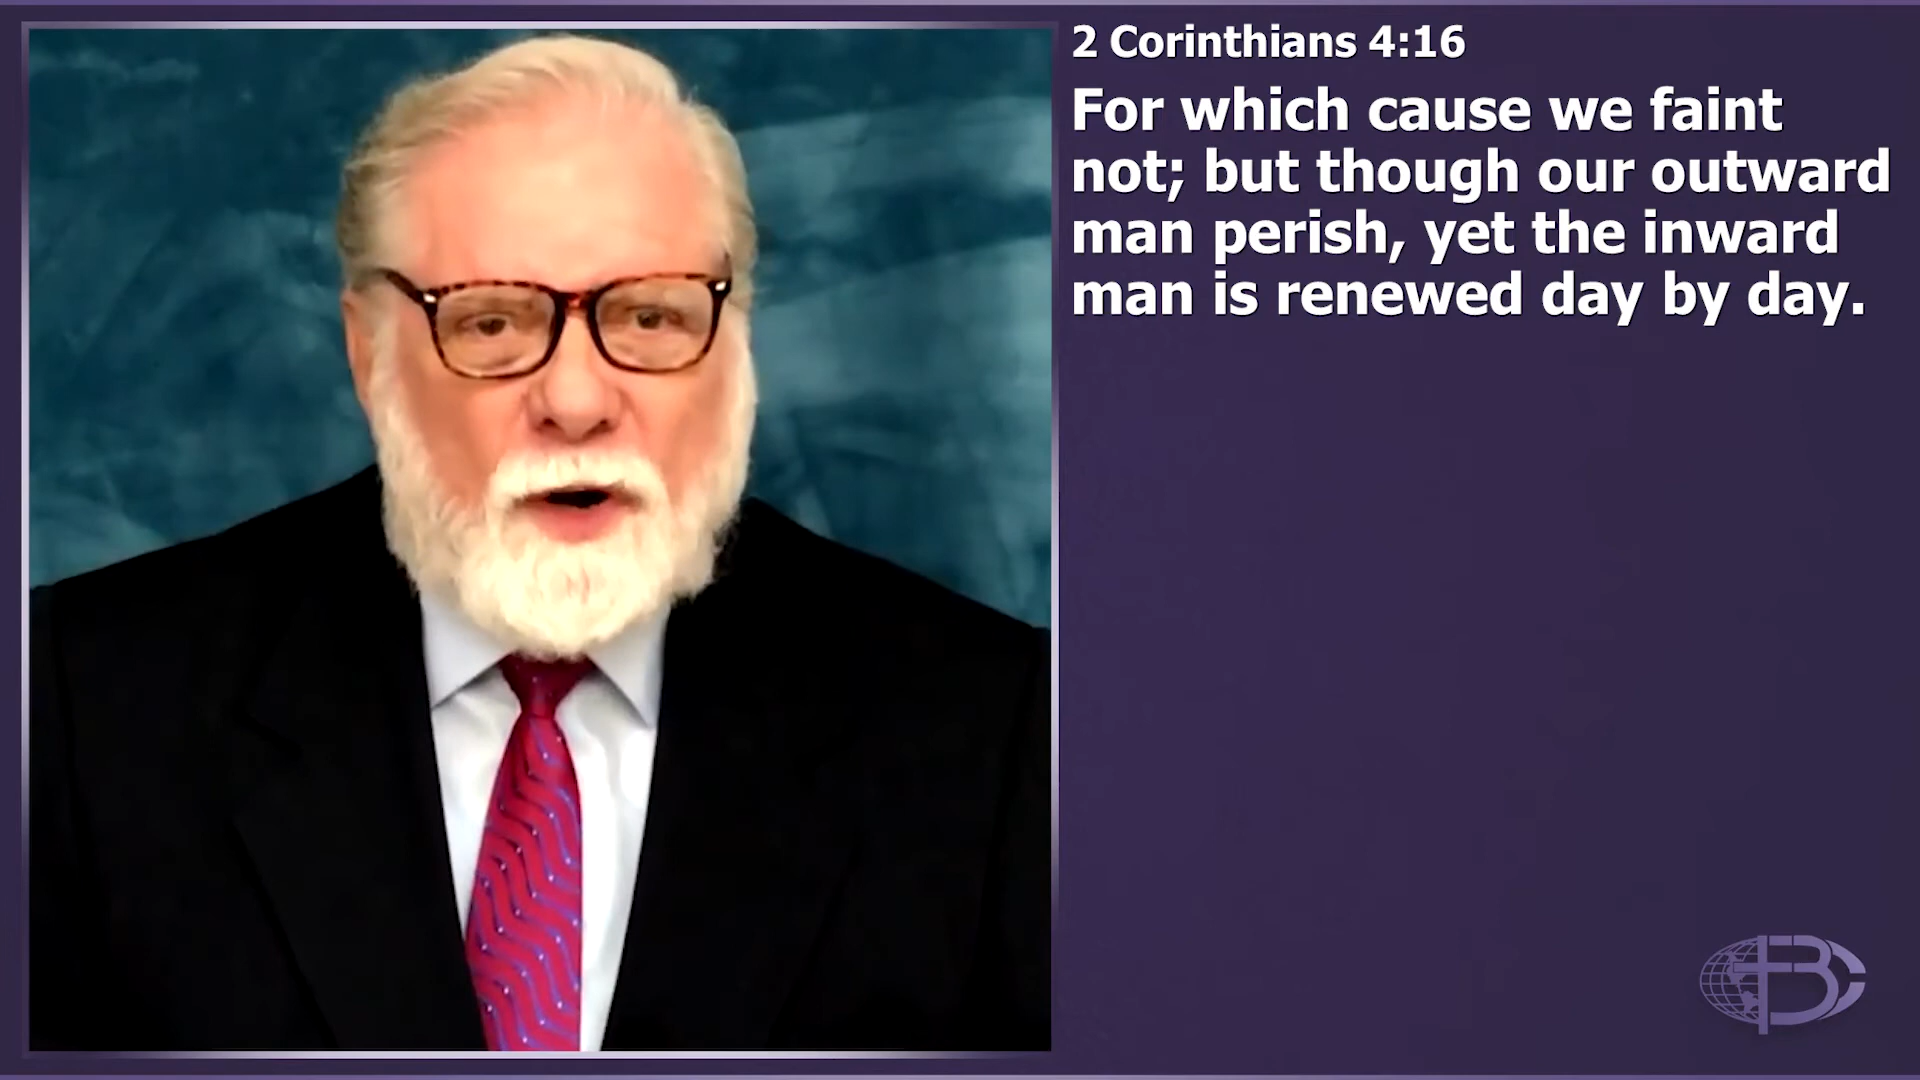 2 Corinthians 4:16
For which cause we faint
not; but though our outward
man perish, yet the inward
man is renewed day by day.
FBC